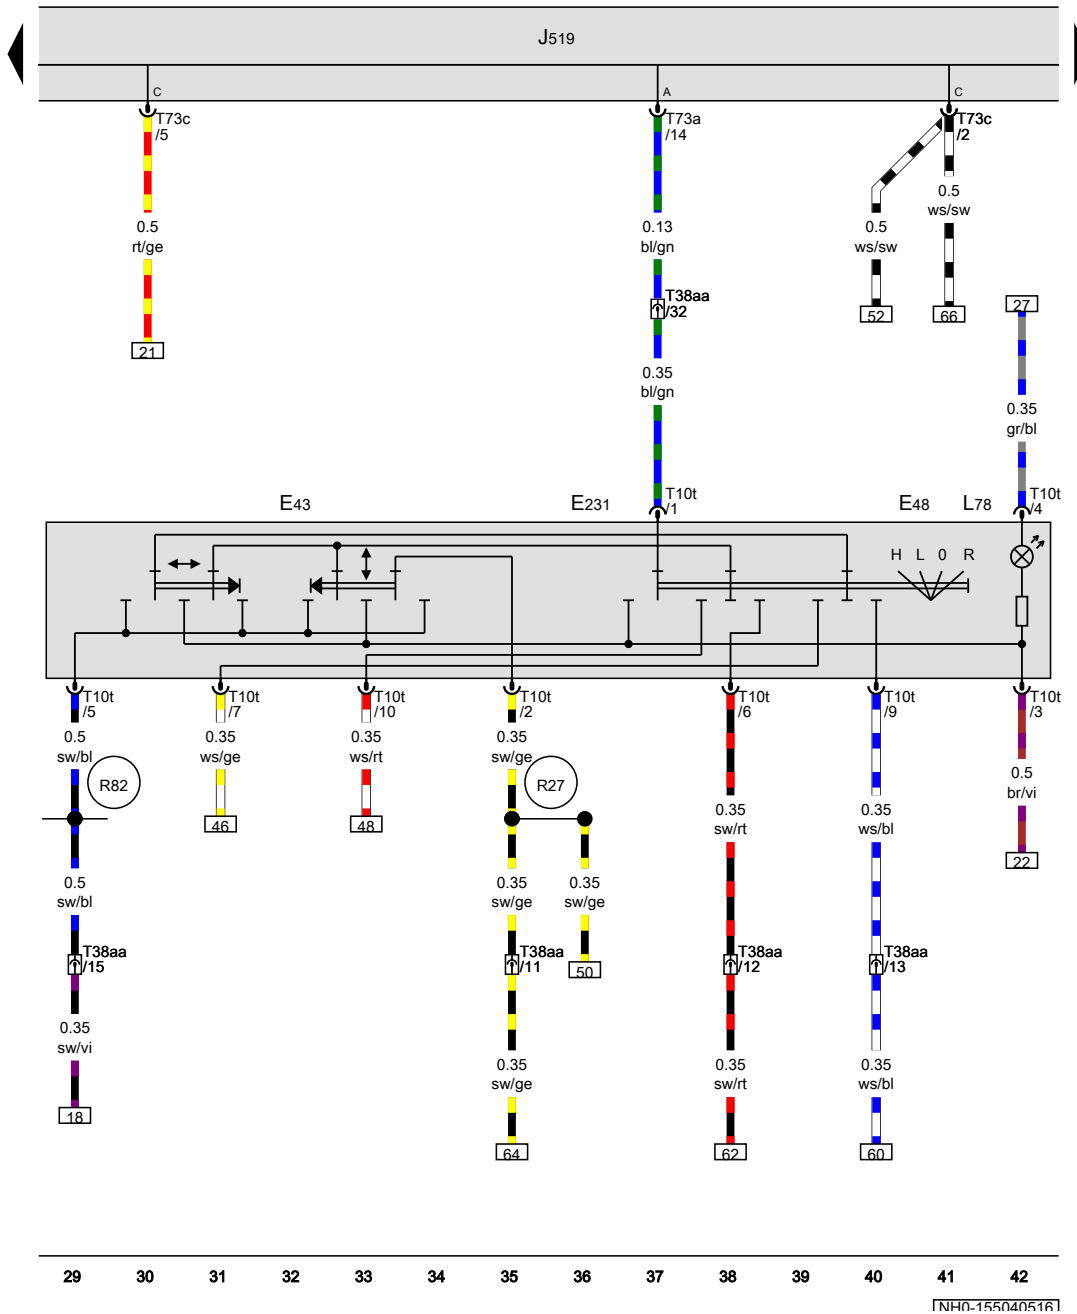 J519
C
A
C
T73c
/5
T73a
/14
T73c
/2
0.5
rt/ge
0.13
bl/gn
0.5
ws/sw
0.5
ws/sw
T38aa
/32
21
52
66
27
0.35
bl/gn
0.35
gr/bl
E43
E231
T10t
/1
E48
L78
T10t
/4
H L 0 R
T10t
/5
T10t
/7
T10t
/10
T10t
/2
T10t
/6
T10t
/9
T10t
/3
0.5
sw/bl
0.35
ws/ge
0.35
ws/rt
0.35
sw/ge
0.5
br/vi
R82
R27
46
48
0.35
sw/rt
0.35
ws/bl
22
0.5
sw/bl
0.35
sw/ge
0.35
sw/ge
T38aa
/15
T38aa
/11
50
T38aa
/12
T38aa
/13
0.35
sw/vi
0.35
sw/ge
0.35
sw/rt
0.35
ws/bl
18
64
62
60
29 30 31 32 33 34 35 36 37 38 39 40 41 42
NH0-155040516